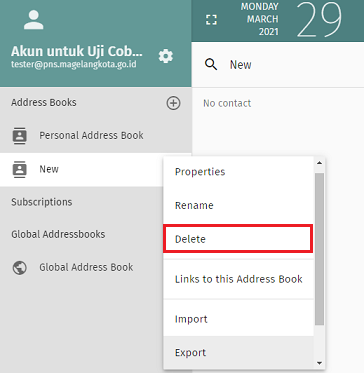 Akun untuk Uji Cob...
tester@pns.magelangkota.go.id
MONDAY
MARCH
2021
29
Address Books
New
Personal Address Book
No contact
New
Subscriptions
Global Addressbooks
Global Address Book
Properties
Rename
Delete
Links to this Address Book
Import
Export